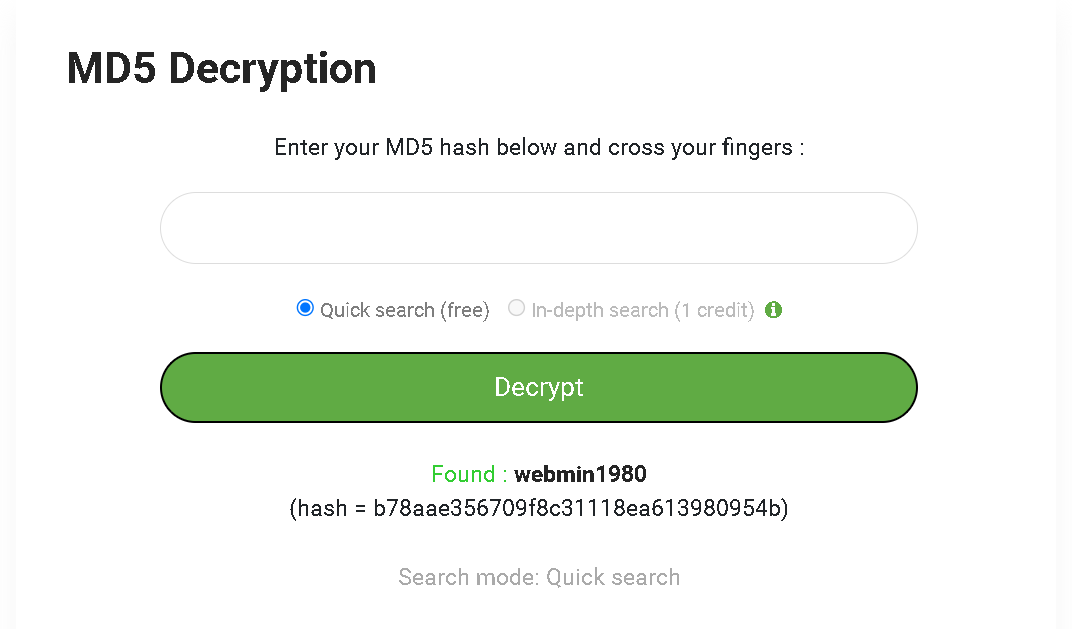 MD5 Decryption
Enter your MD5 hash below and cross your fingers :
Quick search (free) In-depth search (1 credit)
Decrypt
Found : webmin1980
(hash = b78aae356709f8c31118ea613980954b)
Search mode: Quick search